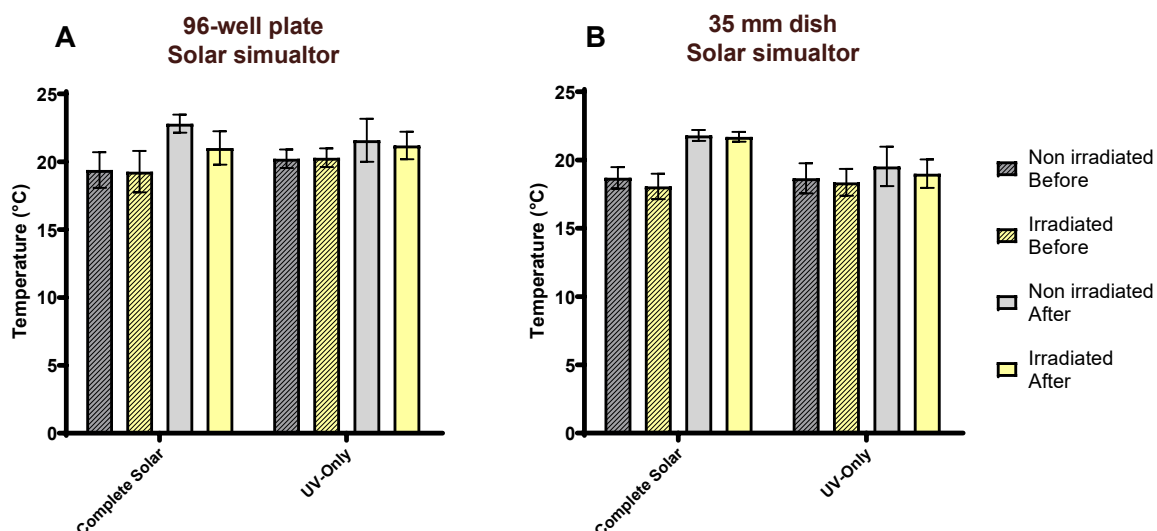 A
96-well plate
Solar simualtor
25
20
15
10
5
0
Temperature (°C)
Complete Solar
UV-Only
B
35 mm dish
Solar simualtor
25
20
15
10
5
0
Temperature (°C)
Complete Solar
UV-Only
Non irradiated
Before
Irradiated
Before
Non irradiated
After
Irradiated
After